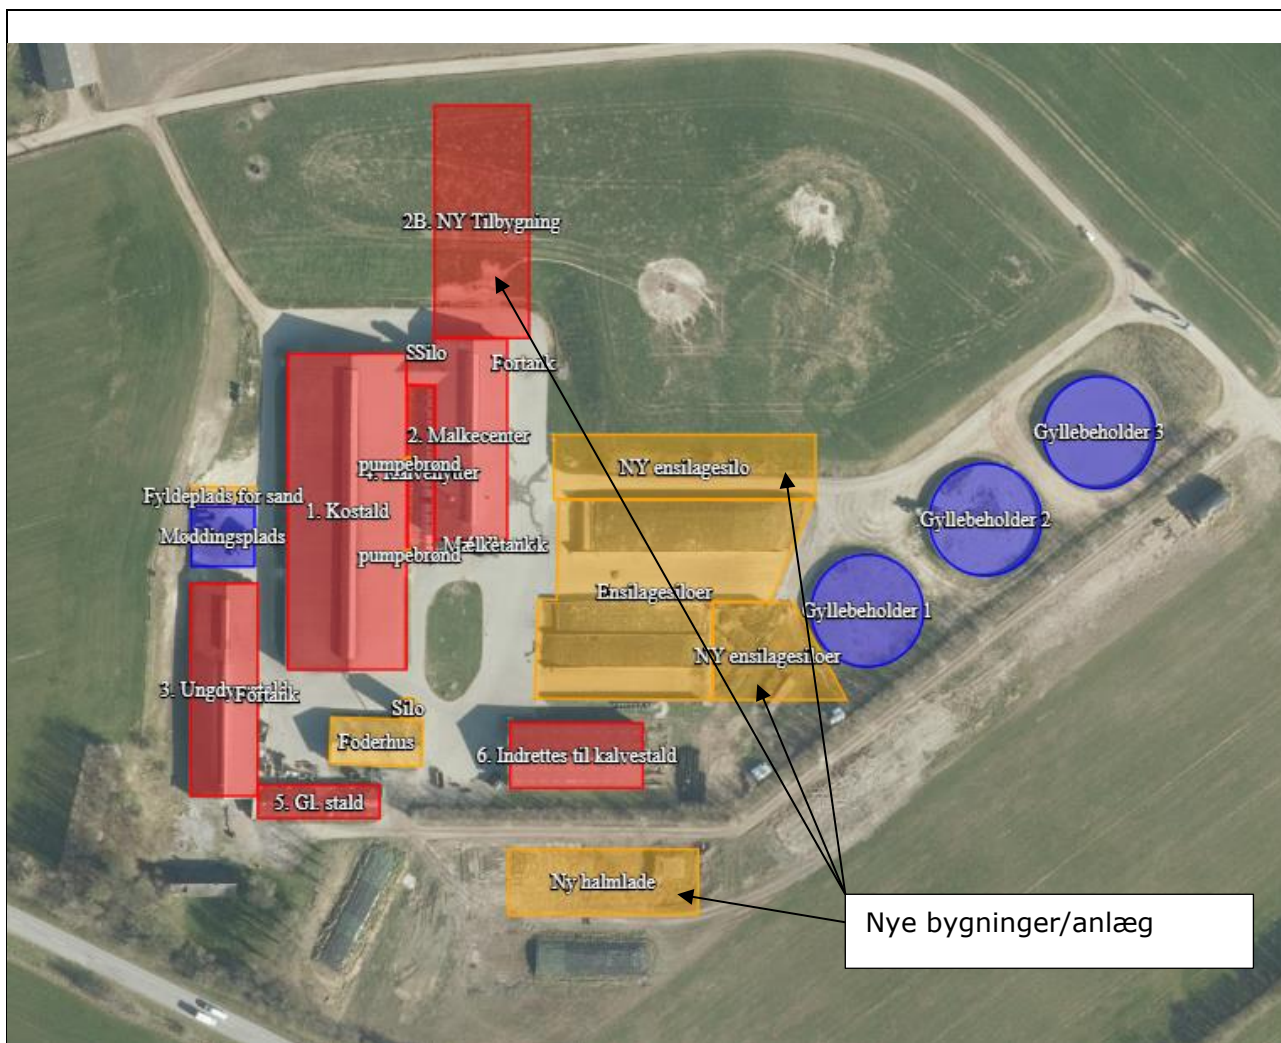 2B. NY Tilbygning
SSilo
Fortank
2. Malkecenter
pumpebrønd
NY ensilagesilo
Gyllebeholder 3
Fyldeplads for sand
1. Kostald
Møddingsplads
Gyllebeholder 2
pumpebrønd
Mælketank
Ensilagesiloer
Gyllebeholder 1
NY ensilagesiloer
3. Ungdyrstald
Fortank
Silo
Foderhus
6. Indrettes til kalvestald
5. Gl. stald
Ny halmlade
Nye bygninger/anlæg